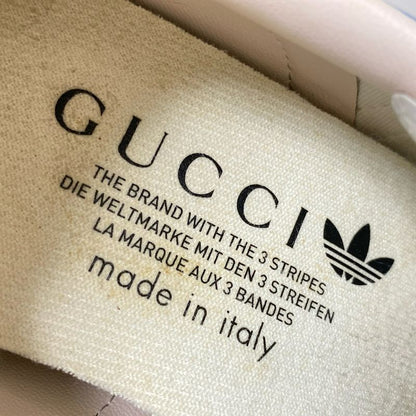 GUCCI
THE BRAND WITH THE 3 STRIPES
DIE WELTMARKE MIT DEN 3 STREIFEN
LA MARQUE AUX 3 BANDES
made in italy